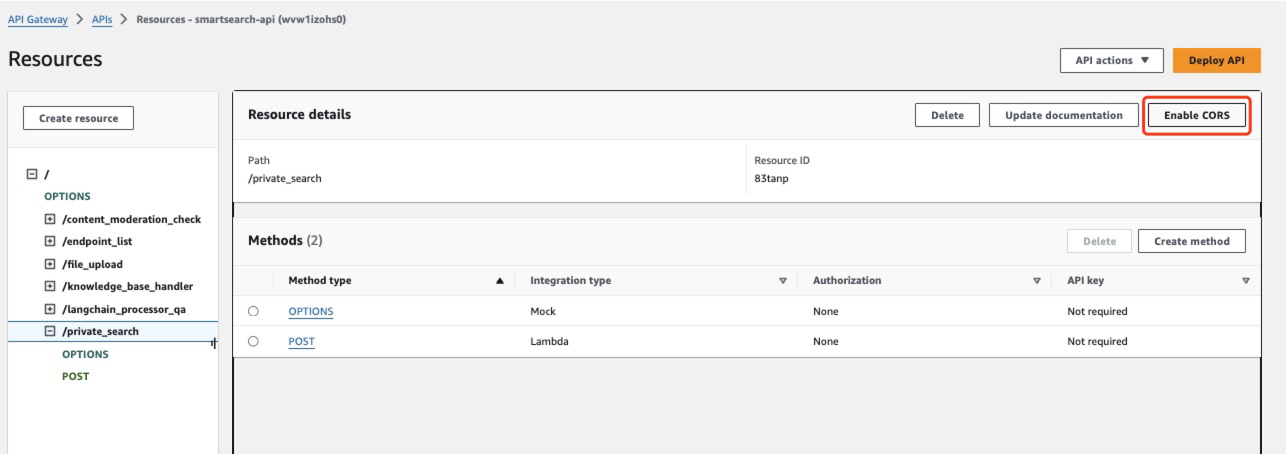 API Gateway > APIs > Resources - smartsearch-api (wvw1izohs0)
Resources
API actions ▼ Deploy API
Create resource
/
OPTIONS
/content_moderation_check
/endpoint_list
/file_upload
/knowledge_base_handler
/langchain_processor_qa
/private_search
OPTIONS
POST
Resource details
Delete Update documentation Enable CORS
Path Resource ID
/private_search 83tanp
Methods (2)
Delete Create method
Method type Integration type Authorization API key
OPTIONS Mock None Not required
POST Lambda None Not required